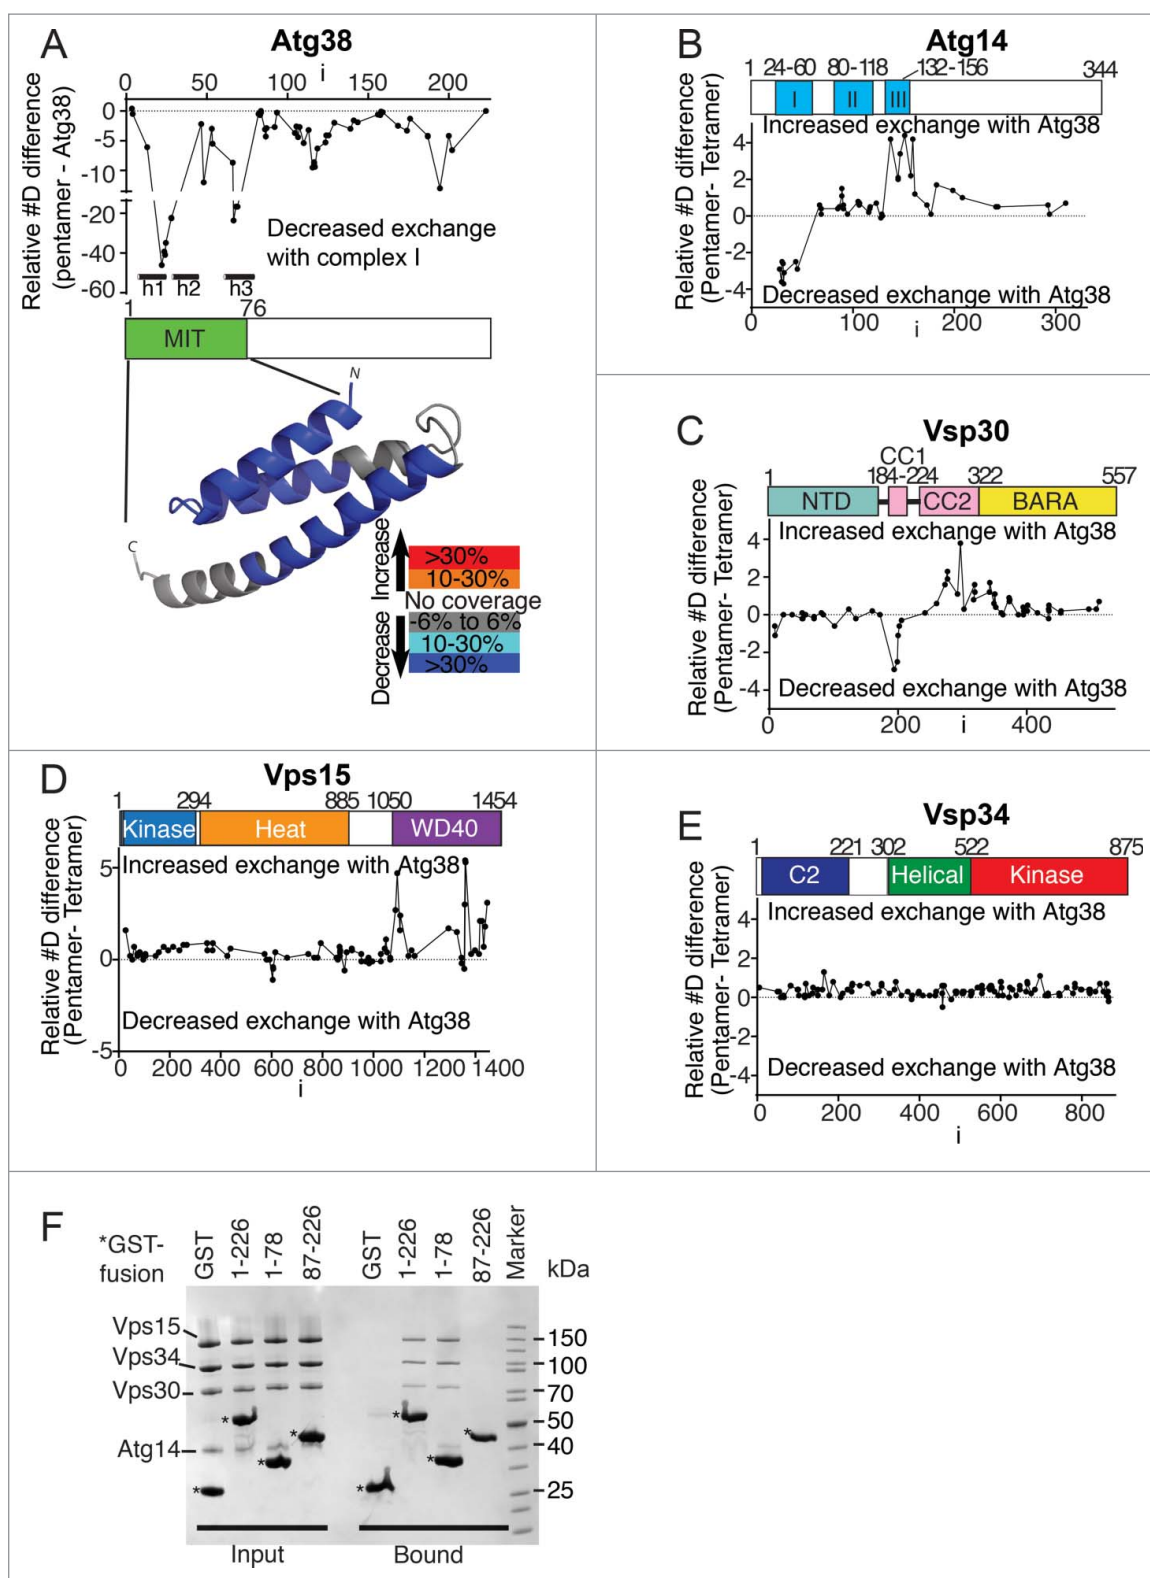 A
Atg38
i
0 50 100 150 200
Relative #D difference
(pentamer - Atg38)
0
-5
-10
-20
-40
-60
Decreased exchange
with complex I
h1 h2 h3
1 76
MIT
N
C
Increase
Decrease
>30%
10-30%
No coverage
-6% to 6%
10-30%
>30%
B
Atg14
1 24-60 80-118 132-156 344
I II III
Increased exchange with Atg38
Relative #D difference
(Pentamer- Tetramer)
4
2
0
-2
-4
Decreased exchange with Atg38
0 100 200 300
i
C
Vsp30
CC1
1 184-224 322 557
NTD CC2 BARA
Increased exchange with Atg38
Relative #D difference
(Pentamer- Tetramer)
4
2
0
-2
-4
Decreased exchange with Atg38
0 200 400
i
D
Vps15
1 294 885 1050 1454
Kinase Heat WD40
Increased exchange with Atg38
Relative #D difference
(Pentamer- Tetramer)
5
0
-5
Decreased exchange with Atg38
0 200 400 600 800 1000 1200 1400
i
E
Vsp34
1 221 302 522 875
C2 Helical Kinase
Increased exchange with Atg38
Relative #D difference
(Pentamer- Tetramer)
4
2
0
-2
-4
Decreased exchange with Atg38
0 200 400 600 800
i
F
*GST-
fusion
GST 1-226 1-78 87-226 GST 1-226 1-78 87-226 Marker
kDa
Vps15
Vps34
Vps30
Atg14
* * * * * * * *
150
100
70
50
40
25
Input Bound